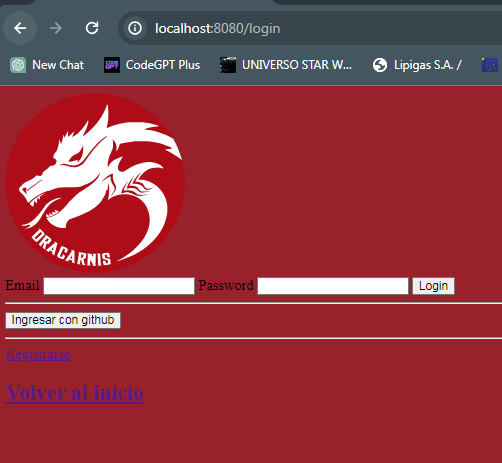 localhost:8080/login
New Chat CodeGPT Plus UNIVERSO STAR W... Lipigas S.A. /
DRACARNIS
Email Password Login
Ingresar con github
Registrarse
Volver al inicio